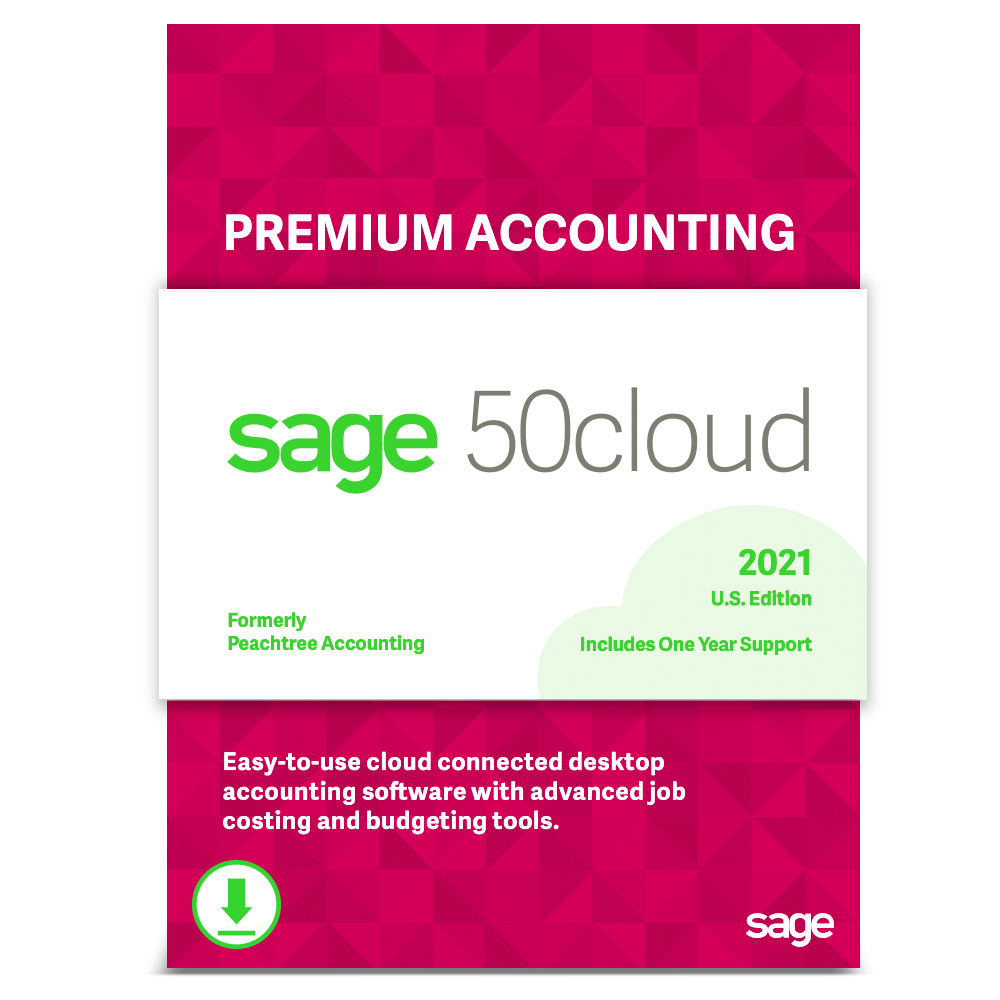 PREMIUM ACCOUNTING
sage 50cloud
2021
U.S. Edition
Formerly
Peachtree Accounting
Includes One Year Support
Easy-to-use cloud connected desktop
accounting software with advanced job
costing and budgeting tools.
sage